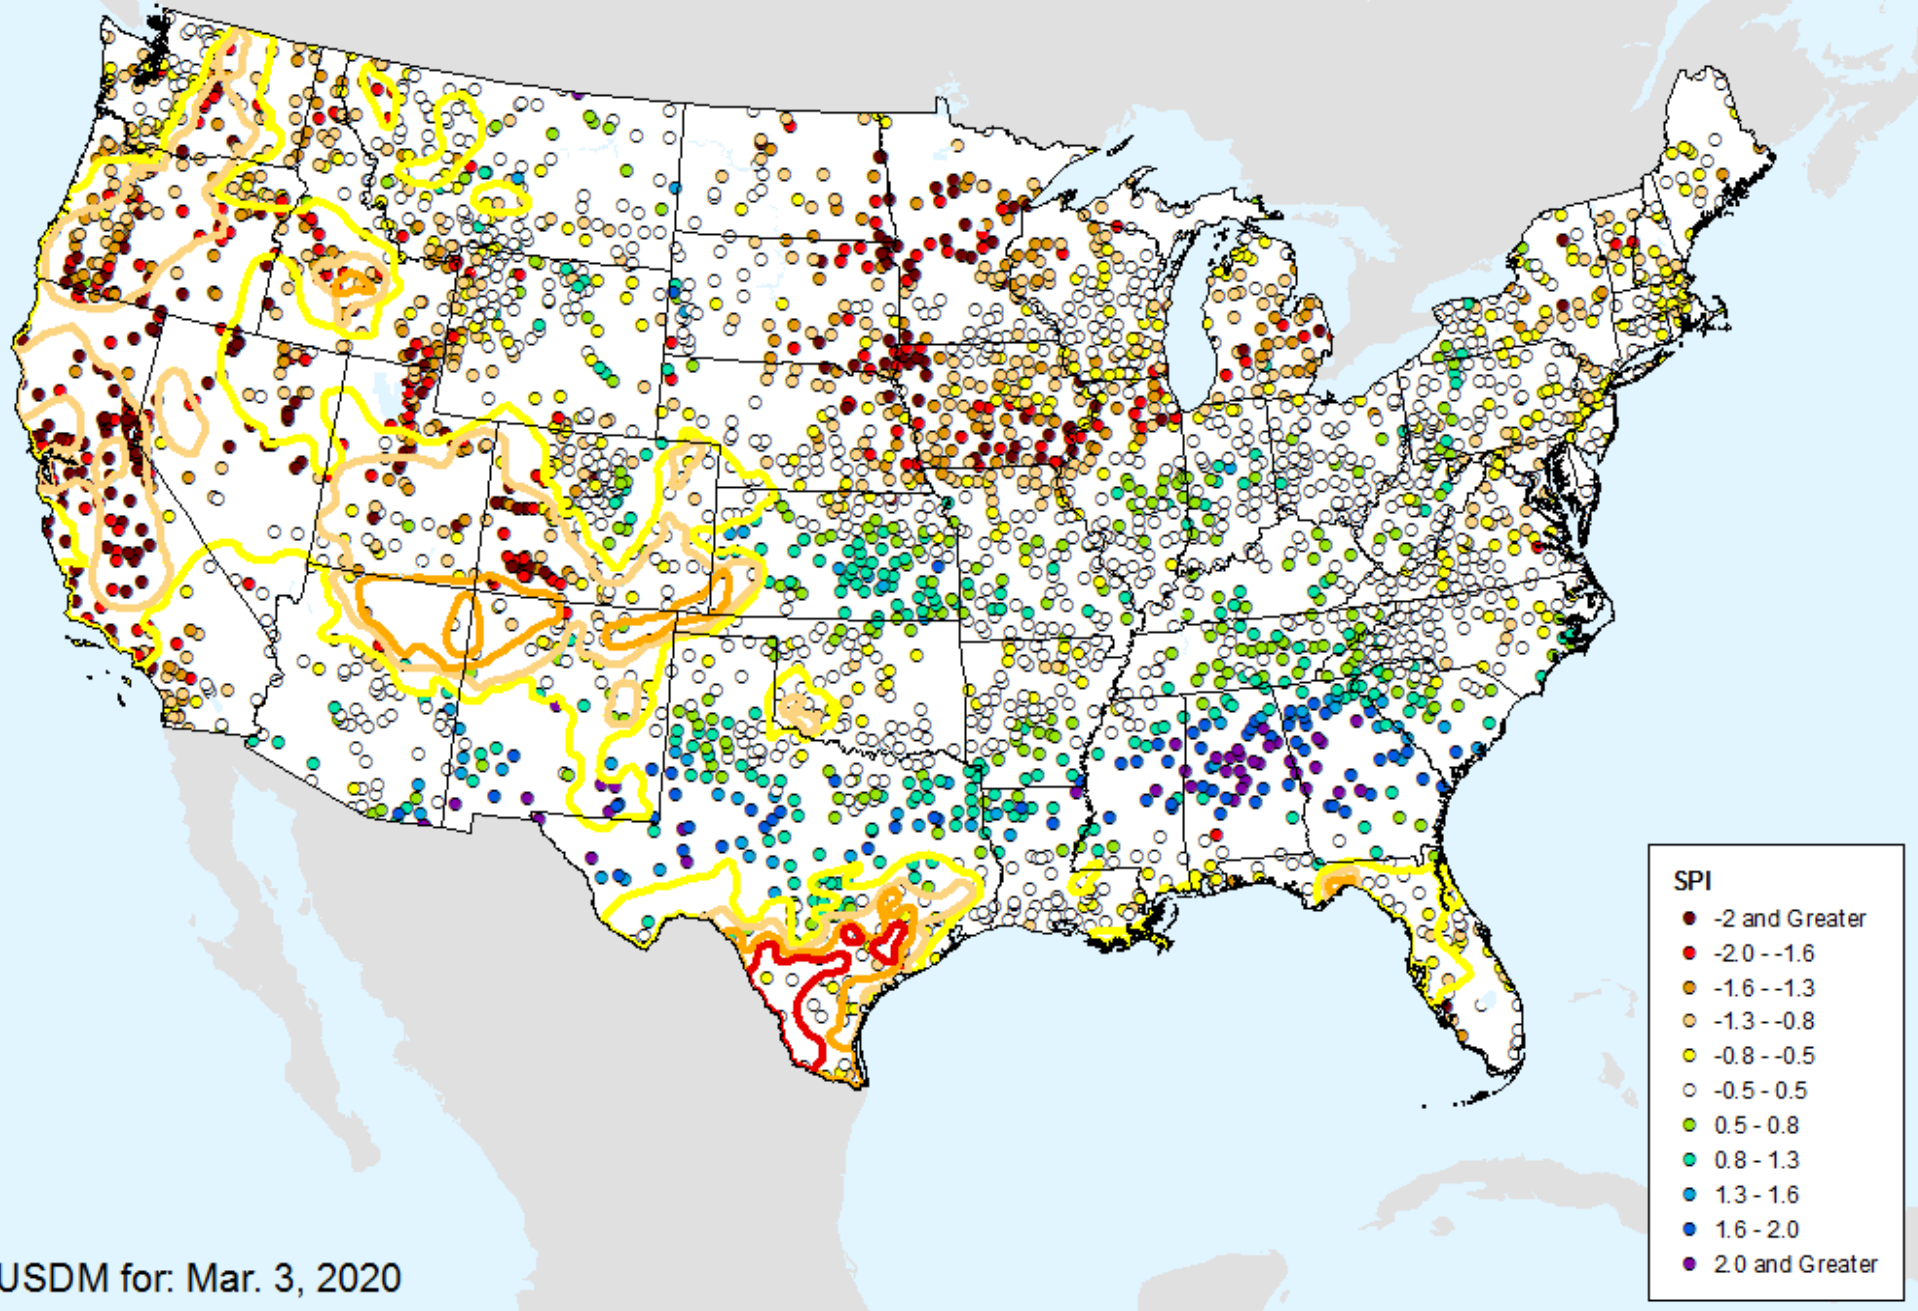 SPI
-2 and Greater
-2.0 - -1.6
-1.6 - -1.3
-1.3 - -0.8
-0.8 - -0.5
-0.5 - 0.5
0.5 - 0.8
0.8 - 1.3
1.3 - 1.6
1.6 - 2.0
2.0 and Greater
USDM for: Mar. 3, 2020